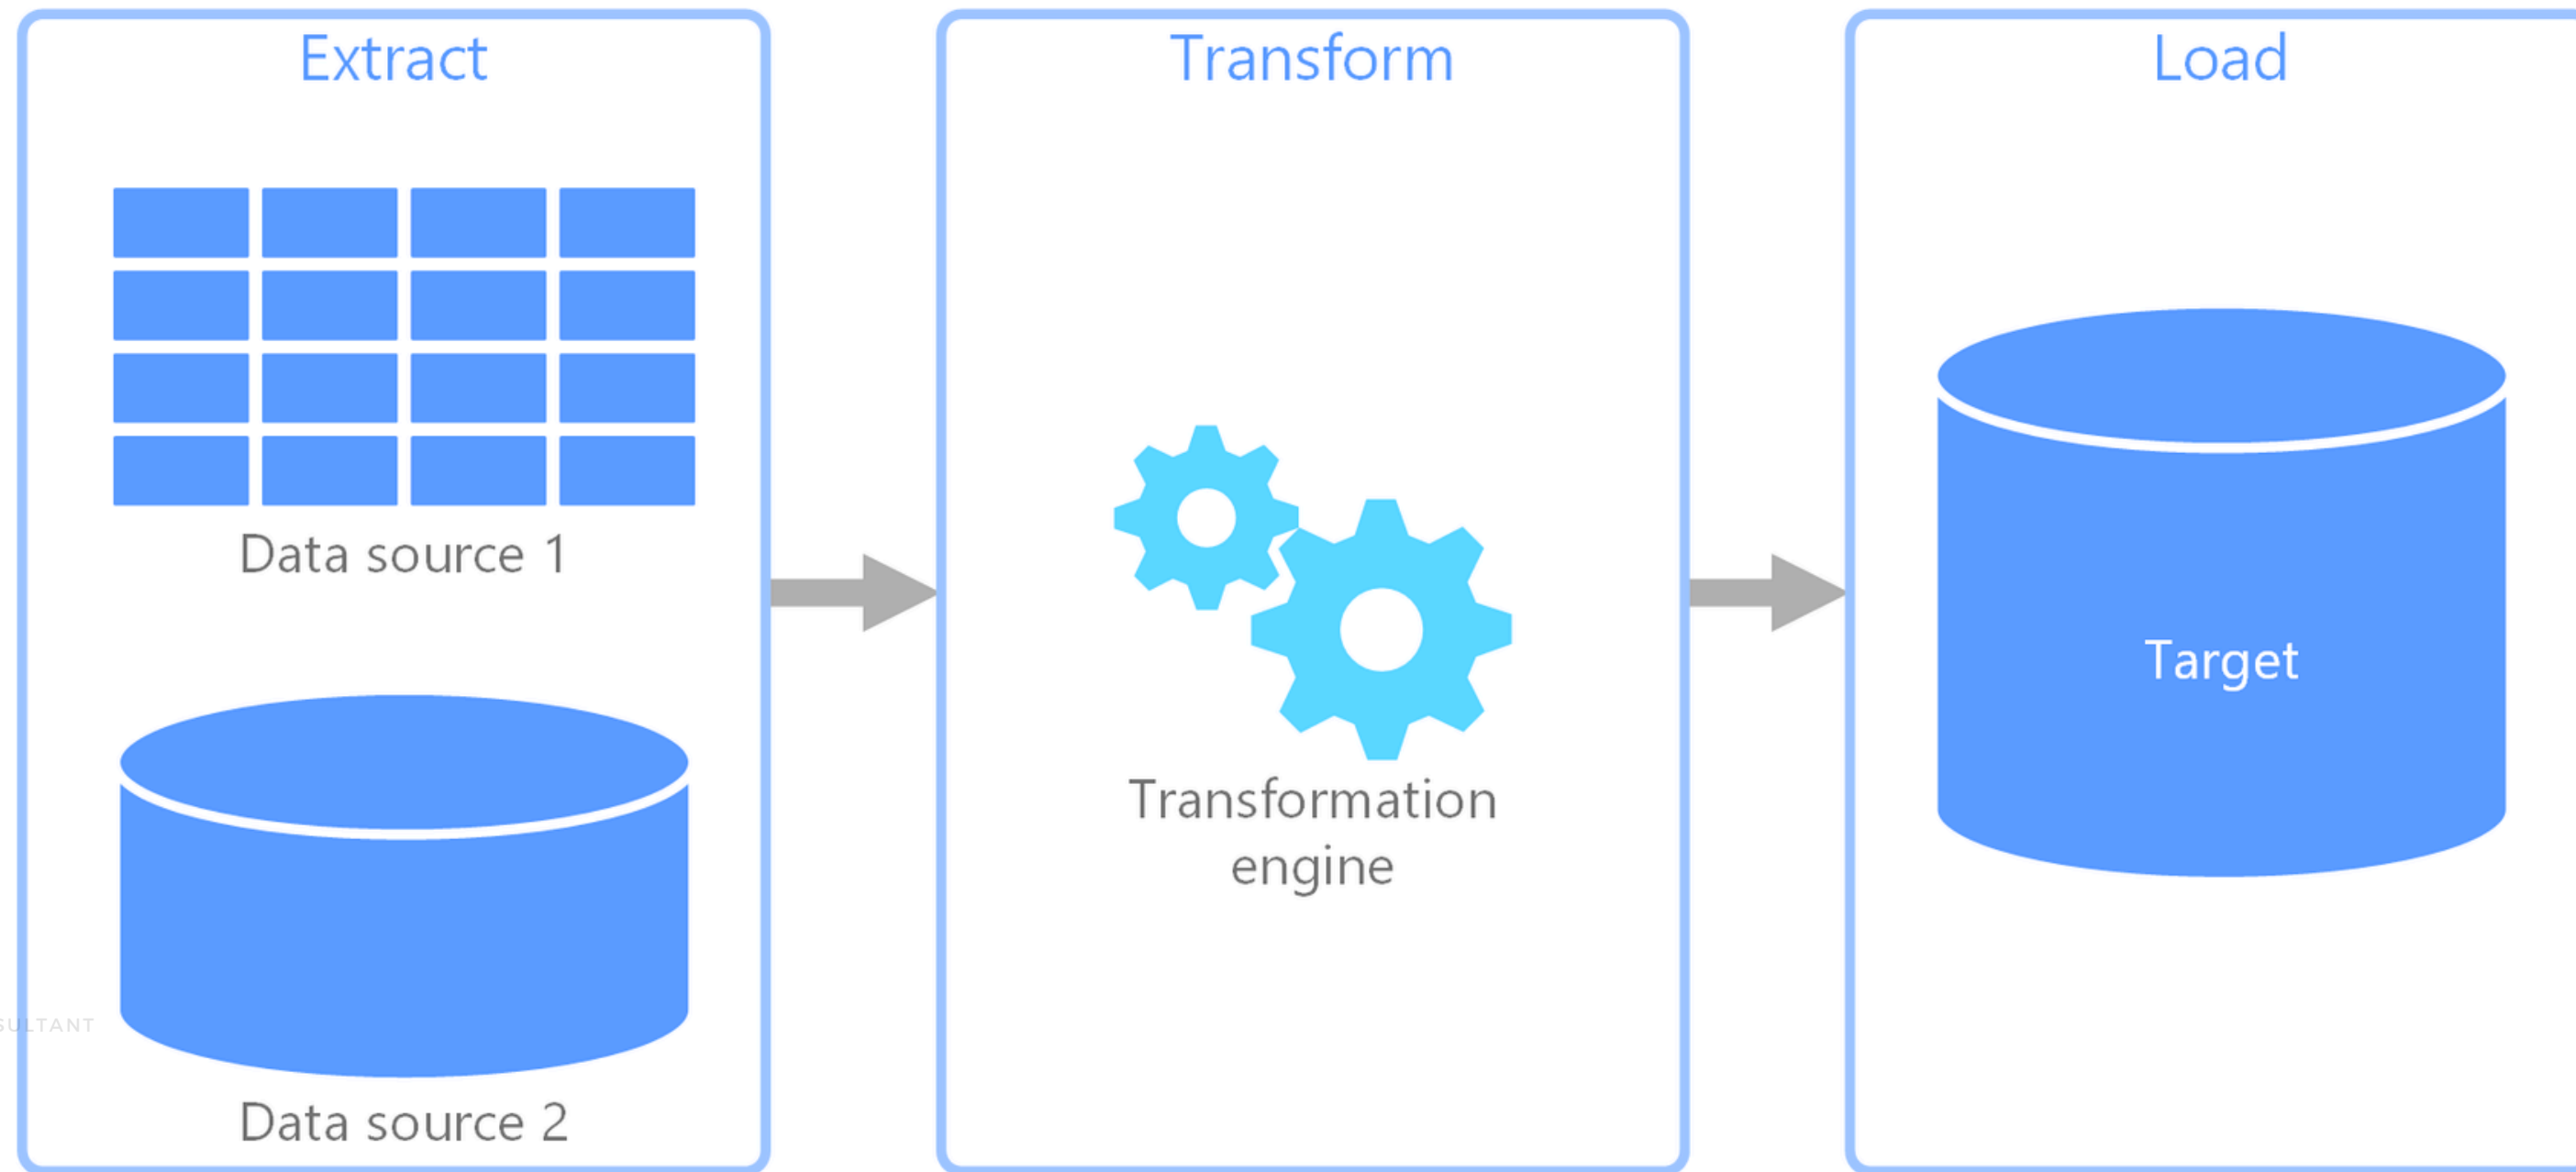 Extract
Data source 1
Data source 2
Transform
Transformation
engine
Load
Target